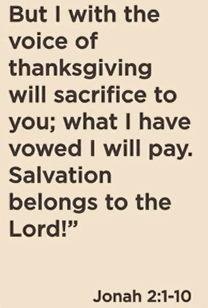 But I with the
voice of
thanksgiving
will sacrifice to
you; what I have
vowed I will pay.
Salvation
belongs to the
Lord!”
Jonah 2:1-10